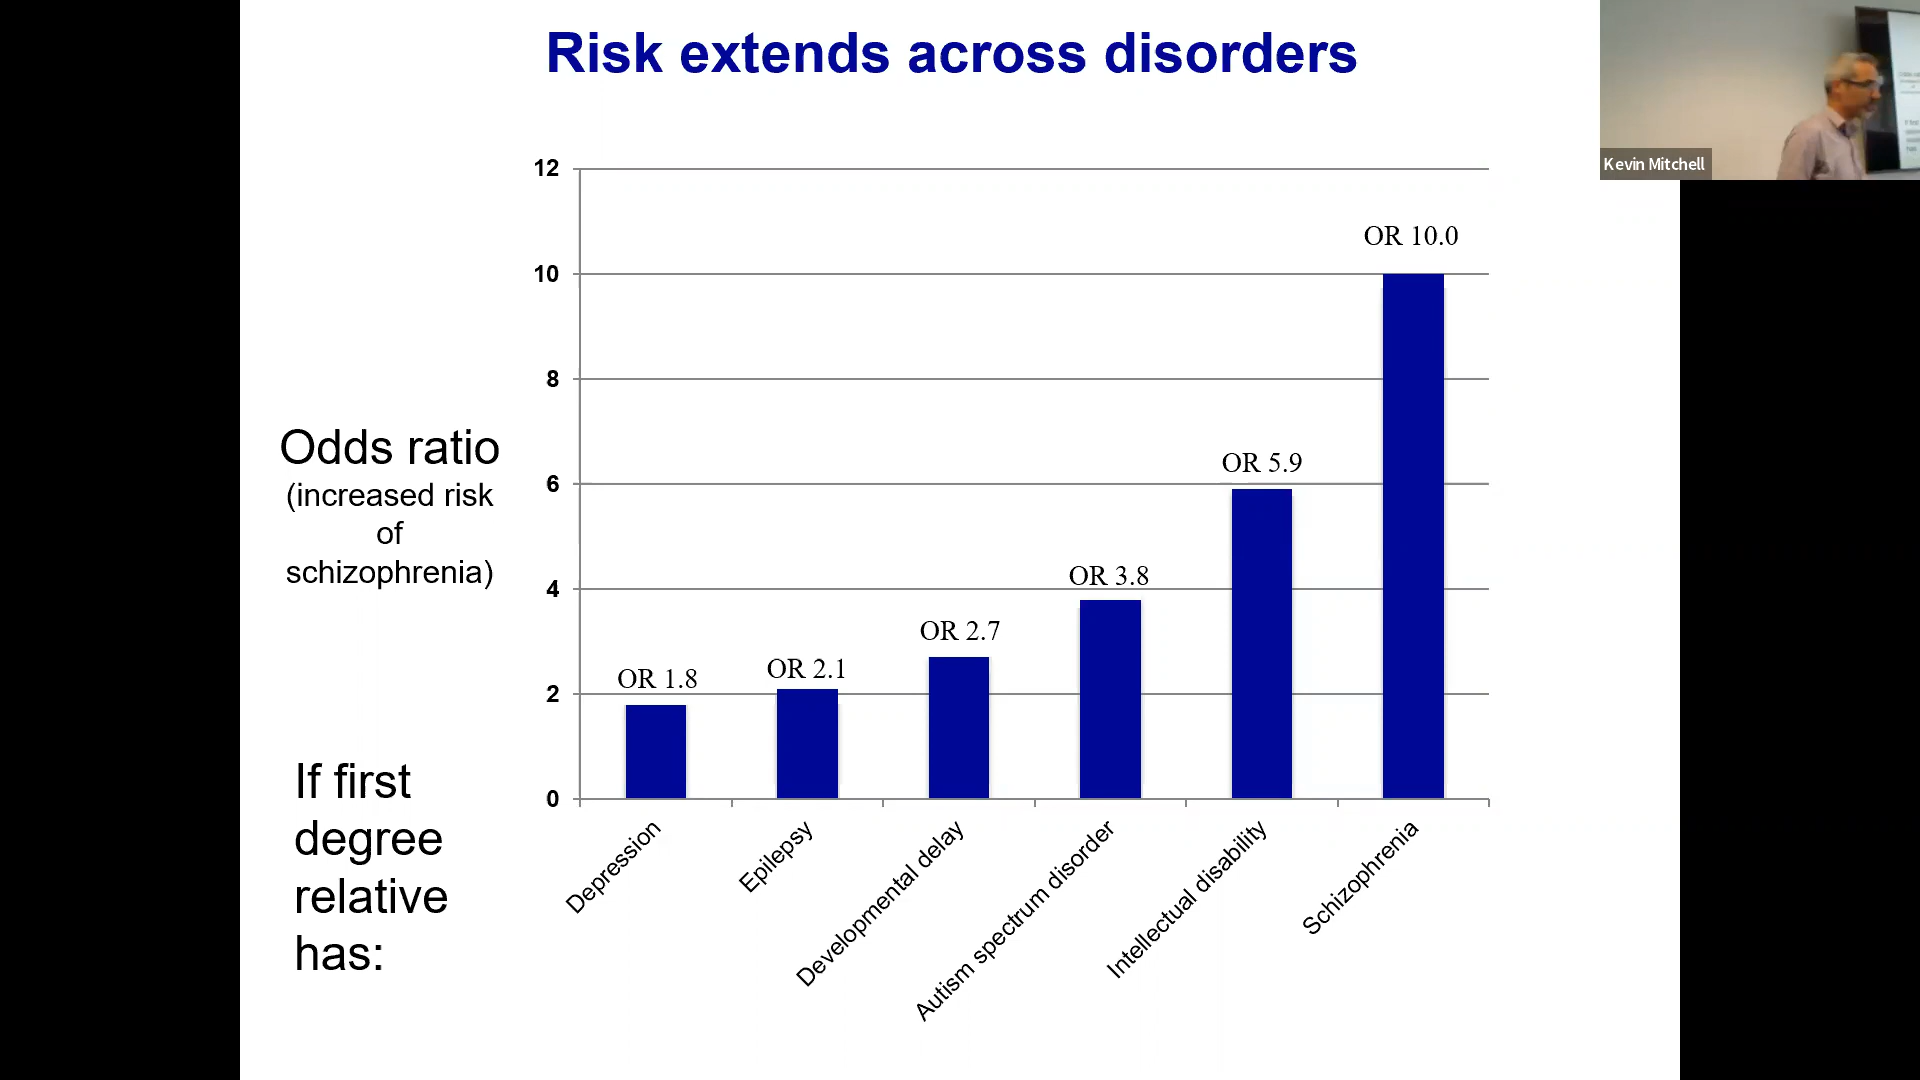 Risk extends across disorders
Kevin Mitchell
12
10
8
6
4
2
0
OR 1.8
OR 2.1
OR 2.7
OR 3.8
OR 5.9
OR 10.0
Odds ratio
(increased risk
of
schizophrenia)
If first
degree
relative
has:
Depression
Epilepsy
Developmental delay
Autism spectrum disorder
Intellectual disability
Schizophrenia